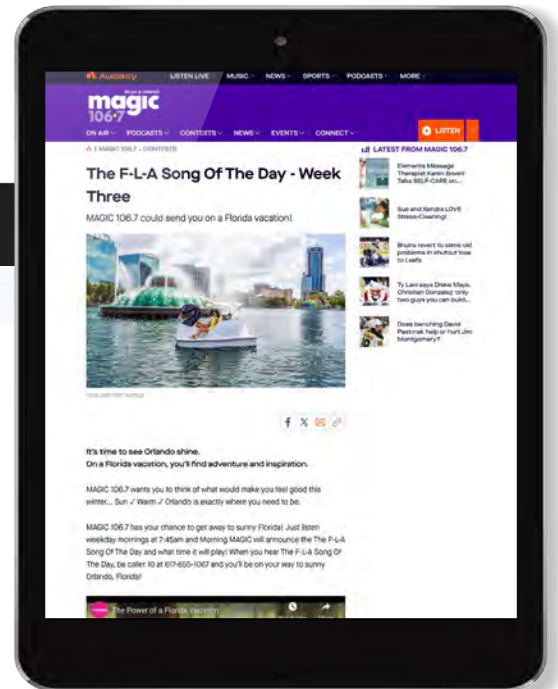 Audacy LISTEN LIVE MUSIC NEWS SPORTS PODCASTS MORE
magic
106.7
ON AIR PODCASTS CONTESTS NEWS EVENTS CONNECT
LISTEN
MAGIC 106.7 CONTESTS
The F-L-A Song Of The Day - Week
Three
MAGIC 106.7 could send you on a Florida vacation!
It's time to see Orlando shine.
On a Florida vacation, you'll find adventure and inspiration.
MAGIC 106.7 wants you to think of what would make you feel good this
winter... Sun √ Warm √ Orlando is exactly where you need to be.
MAGIC 106.7 has your chance to get away to sunny Florida! Just listen
weekday mornings at 7:45am and Morning MAGIC will announce the The F-L-A
Song Of The Day and what time it will play! When you hear The F-L-A Song Of
The Day, be caller 10 at 617-655-1067 and you'll be on your way to sunny
Orlando, Florida!
The Power of a Florida Vacation
LATEST FROM MAGIC 106.7
Elements Massage
Therapist Karen Soveri
Talks SELF-CARE on...
Sue and Kendra LOVE
Stress-Cleaning!
Bruins revert to same old
problems in shutout loss
to Leafs
Ty Law says Drake Maye,
Christian Gonzalez 'only
two guys you can build...
Does benching David
Pastrnak help or hurt Jim
Montgomery?